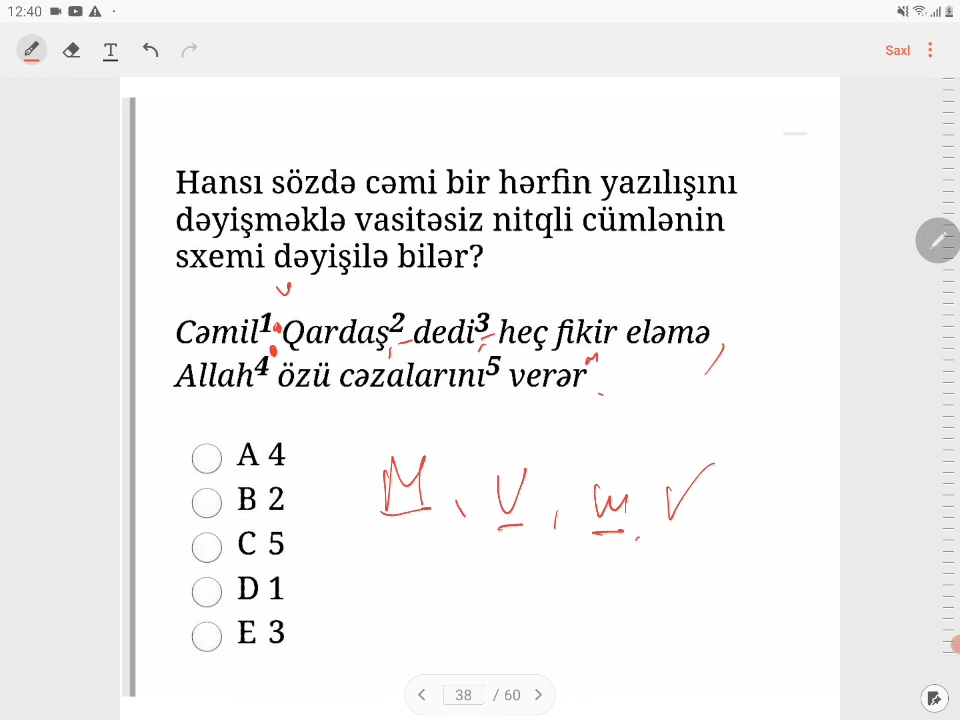 12:40
Saxl
Hansı sözdə cəmi bir hərfin yazılışını
dəyişməklə vasitəsiz nitqli cümlənin
sxemi dəyişilə bilər?
v
Cəmil1: Qardaş2 dedi3 heç fikir eləmə
Allah4 özü cəzalarını5 verər
m
A 4
B 2
C 5
D 1
E 3
M, V, m.
38 / 60